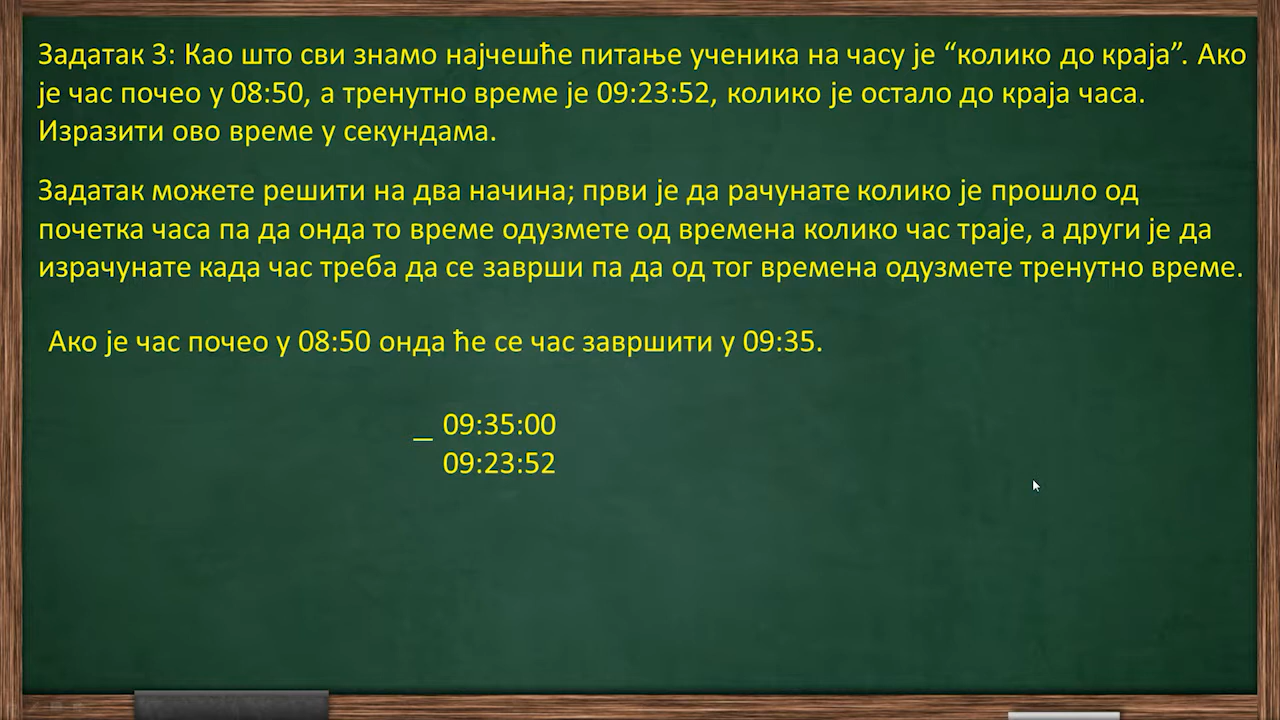 Задатак 3: Као што сви знамо најчешће питање ученика на часу је “колико до краја”. Ако
је час почео у 08:50, а тренутно време је 09:23:52, колико је остало до краја часа.
Изразити ово време у секундама.
Задатак можете решити на два начина; први је да рачунате колико је прошло од
почетка часа па да онда то време одузмете од времена колико час траје, а други је да
израчунате када час треба да се заврши па да од тог времена одузмете тренутно време.
Ако је час почео у 08:50 онда ће се час завршити у 09:35.
_ 09:35:00
09:23:52